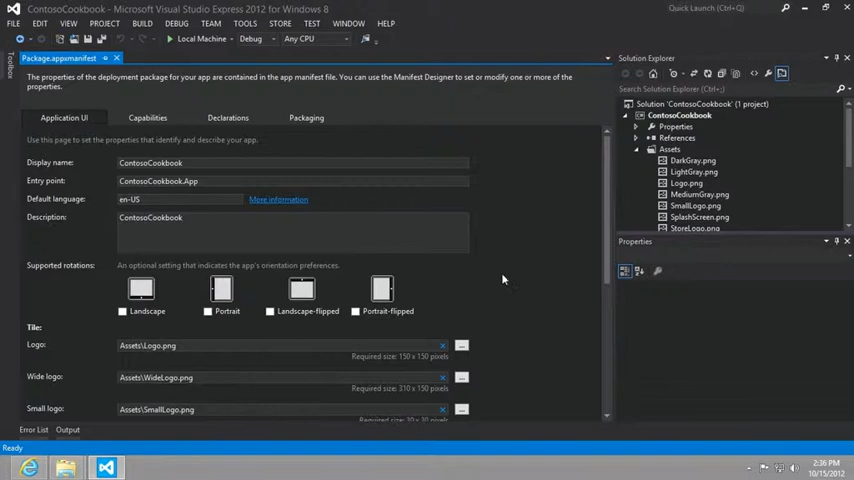 ContosoCookbook - Microsoft Visual Studio Express 2012 for Windows 8
Quick Launch (Ctrl+Q)
FILE EDIT VIEW PROJECT BUILD DEBUG TEAM TOOLS STORE TEST WINDOW HELP
Local Machine Debug Any CPU
Toolbox
Package.appxmanifest
The properties of the deployment package for your app are contained in the app manifest file. You can use the Manifest Designer to set or modify one or more of the
properties.
Application UI Capabilities Declarations Packaging
Use this page to set the properties that identify and describe your app.
Display name: ContosoCookbook
Entry point: ContosoCookbook.App
Default language: en-US More information
Description: ContosoCookbook
Supported rotations: An optional setting that indicates the app's orientation preferences.
Landscape Portrait Landscape-flipped Portrait-flipped
Tile:
Logo: Assets\Logo.png ...
Required size: 150 x 150 pixels
Wide logo: Assets\WideLogo.png ...
Required size: 310 x 150 pixels
Small logo: Assets\SmallLogo.png ...
Required size: 30 x 30 pixels
Solution Explorer
Search Solution Explorer (Ctrl+;)
Solution 'ContosoCookbook' (1 project)
ContosoCookbook
Properties
References
Assets
DarkGray.png
LightGray.png
Logo.png
MediumGray.png
SmallLogo.png
SplashScreen.png
StoreLogo.png
Properties
Error List Output
Ready
2:36 PM
10/15/2012